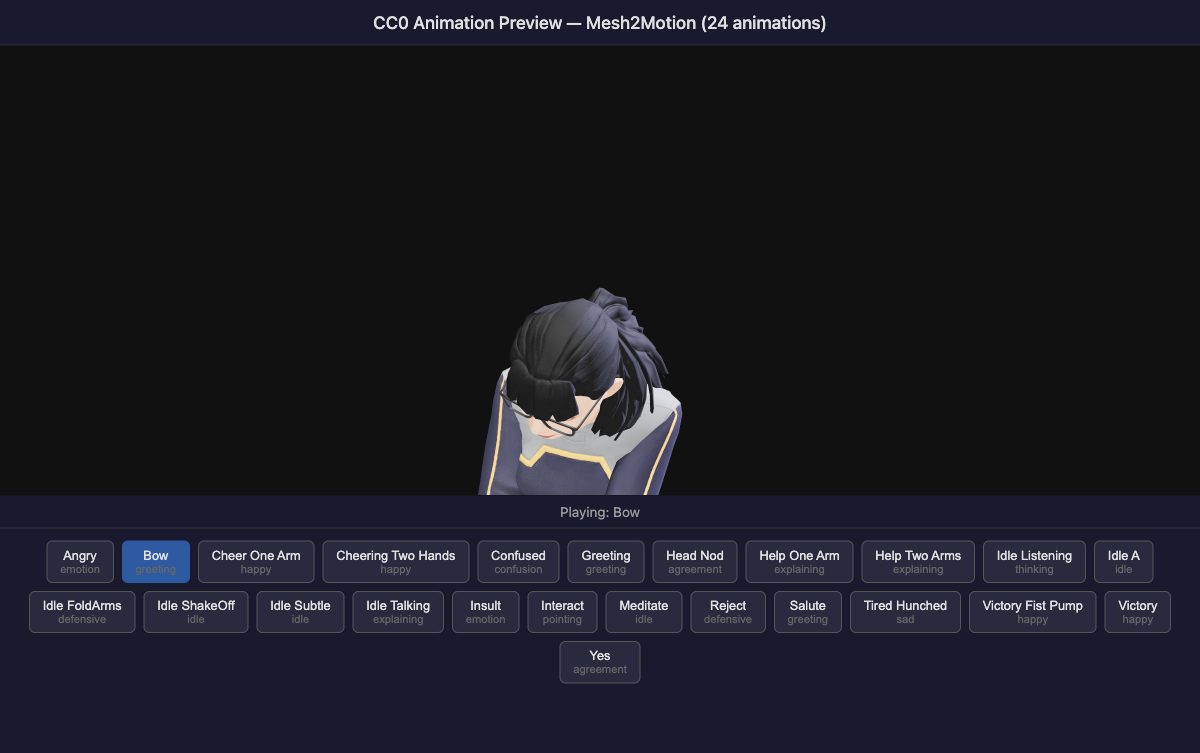 CC0 Animation Preview — Mesh2Motion (24 animations)
Playing: Bow
Angry
emotion
Bow
greeting
Cheer One Arm
happy
Cheering Two Hands
happy
Confused
confusion
Greeting
greeting
Head Nod
agreement
Help One Arm
explaining
Help Two Arms
explaining
Idle Listening
thinking
Idle A
idle
Idle FoldArms
defensive
Idle ShakeOff
idle
Idle Subtle
idle
Idle Talking
explaining
Insult
emotion
Interact
pointing
Meditate
idle
Reject
defensive
Salute
greeting
Tired Hunched
sad
Victory Fist Pump
happy
Victory
happy
Yes
agreement